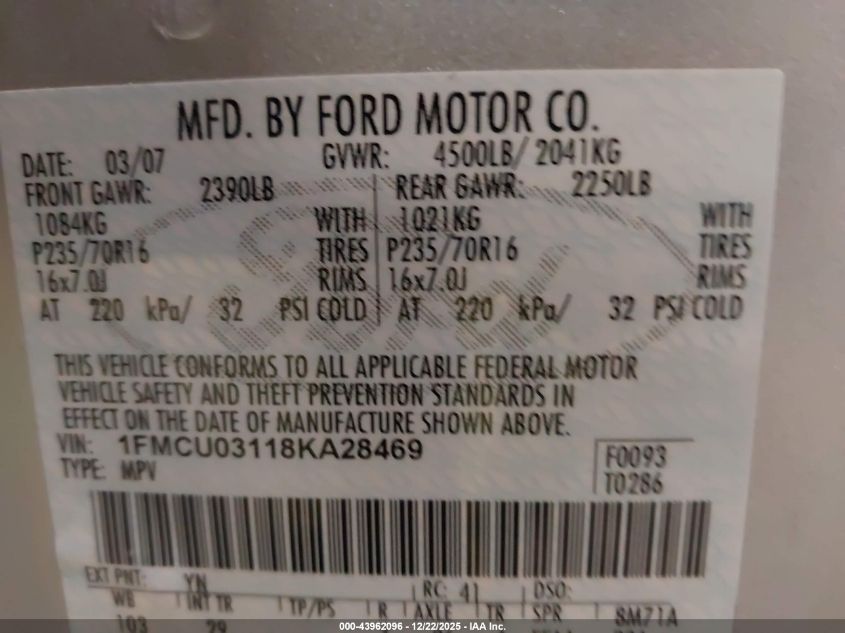 MFD. BY FORD MOTOR CO.
DATE: 03/07 GVWR: 4500LB/ 2041KG
FRONT GAWR: 2390LB REAR GAWR: 2250LB
1084KG WITH 1021KG WITH
P235/70R16 TIRES P235/70R16 TIRES
16x7.0J RIMS 16x7.0J RIMS
AT 220 kPa/ 32 PSI COLD AT 220 kPa/ 32 PSI COLD
THIS VEHICLE CONFORMS TO ALL APPLICABLE FEDERAL MOTOR
VEHICLE SAFETY AND THEFT PREVENTION STANDARDS IN
EFFECT ON THE DATE OF MANUFACTURE SHOWN ABOVE.
VIN: 1FMCU03118KA28469
F0093
TYPE: MPV
T0286
EXT PNT: YN RC: 41 DSO:
WB INT TR TP/PS R AXLE TR SPR 8M71A
103 29
000-43962096 - 12/22/2025 - IAA Inc.